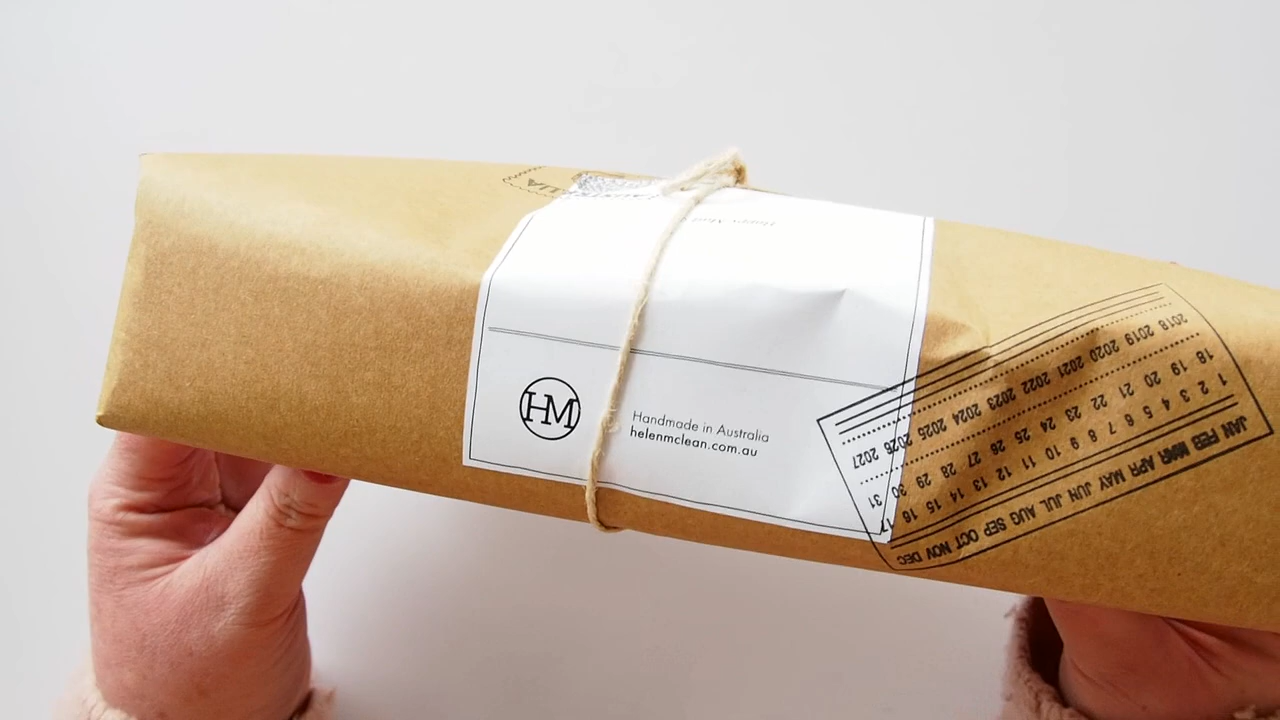 Happy Mail
HM
Handmade in Australia
helenmclean.com.au
JAN FEB MAR APR MAY JUN JUL AUG SEP OCT NOV DEC
1 2 3 4 5 6 7 8 9 10 11 12 13 14 15 16 17
18 19 20 21 22 23 24 25 26 27 28 29 30 31
2018 2019 2020 2021 2022 2023 2024 2025 2026 2027